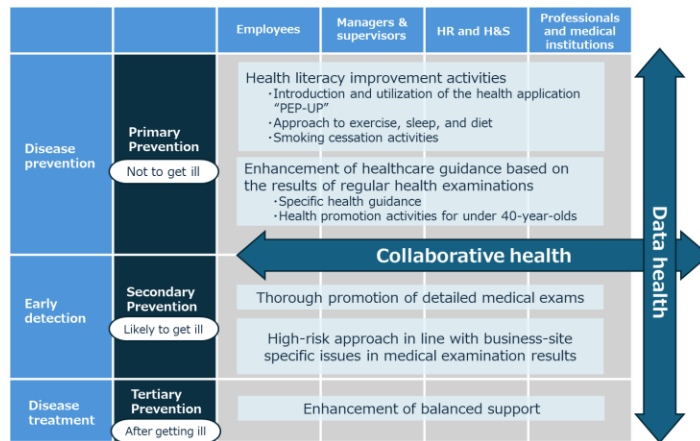 Employees
Managers &
supervisors
HR and H&S
Professionals
and medical
institutions
Disease
prevention
Primary
Prevention
Not to get ill
Health literacy improvement activities
・Introduction and utilization of the health application
“PEP-UP”
・Approach to exercise, sleep, and diet
・Smoking cessation activities
Enhancement of healthcare guidance based on
the results of regular health examinations
・Specific health guidance
・Health promotion activities for under 40-year-olds
Collaborative health
Data health
Early
detection
Secondary
Prevention
Likely to get ill
Thorough promotion of detailed medical exams
High-risk approach in line with business-site
specific issues in medical examination results
Disease
treatment
Tertiary
Prevention
After getting ill
Enhancement of balanced support